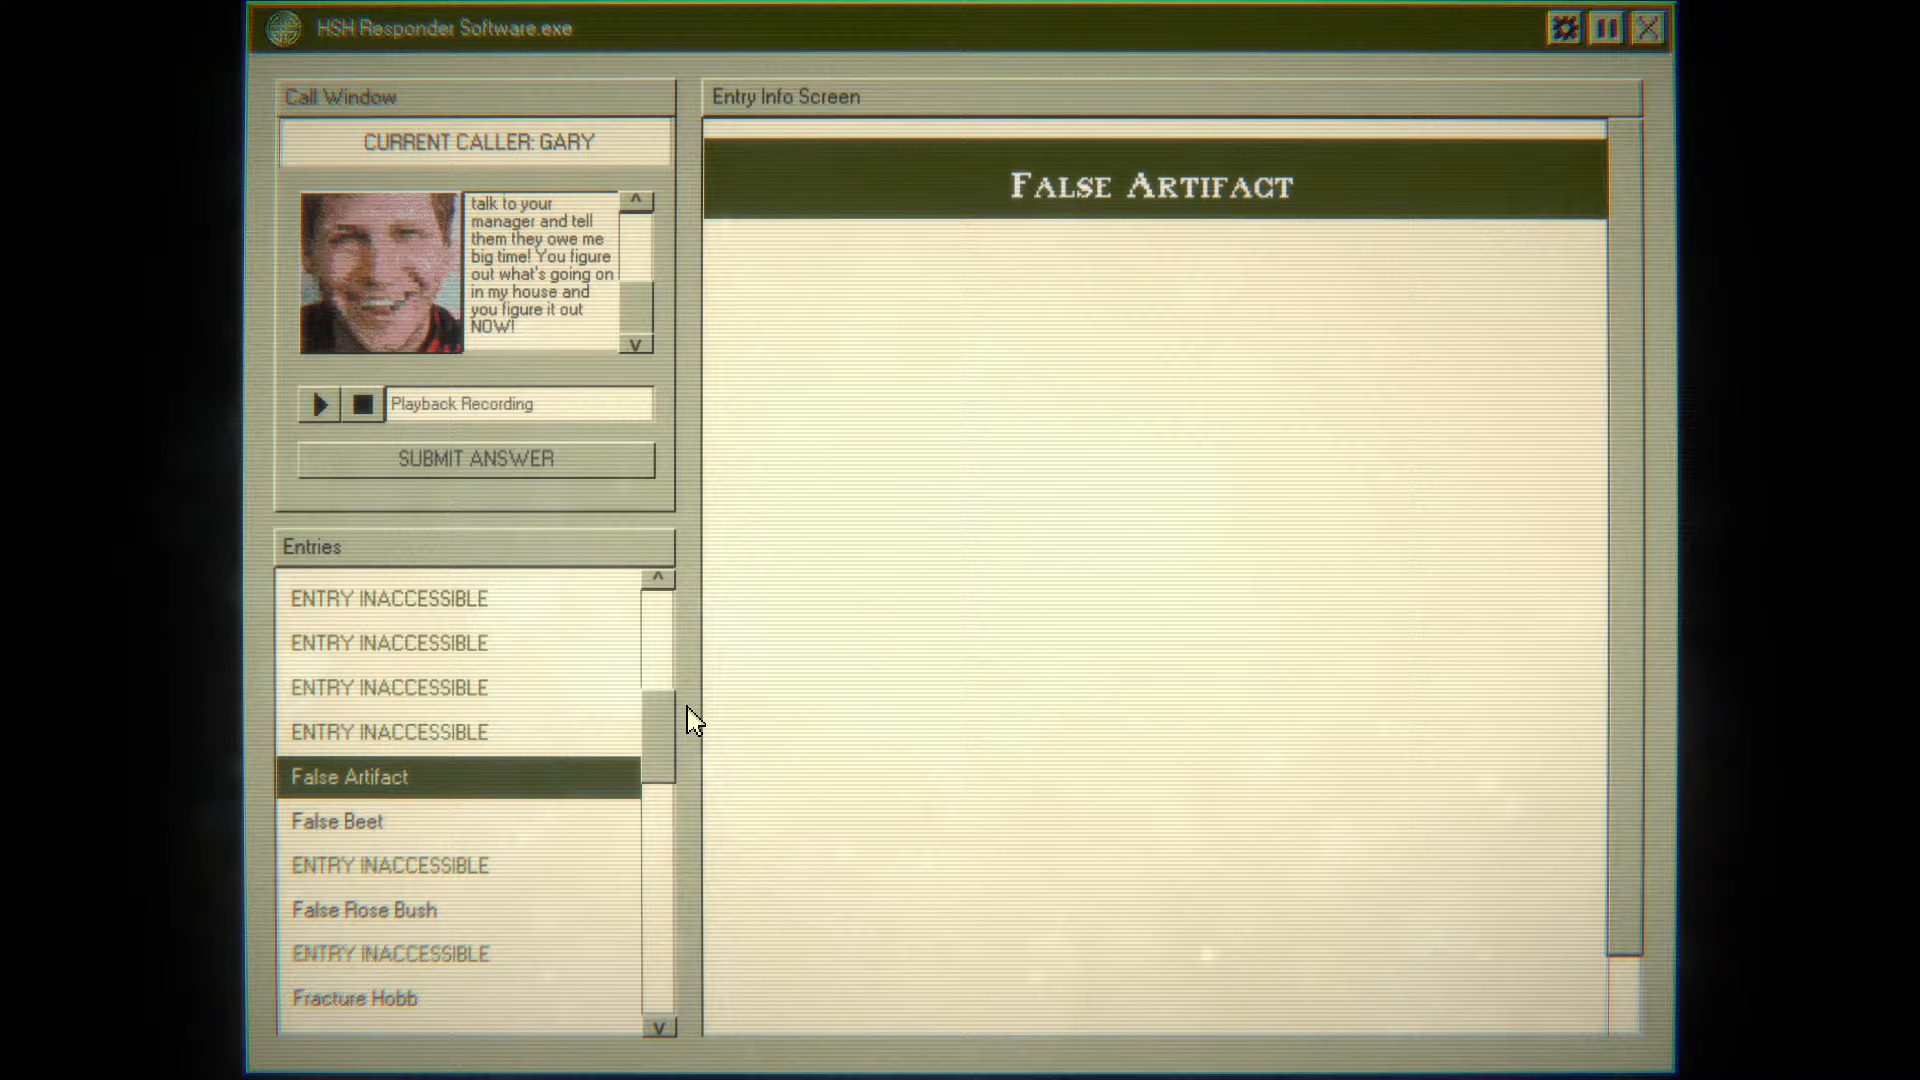 HSH Responder Software.exe
Call Window
CURRENT CALLER: GARY
talk to your
manager and tell
them they owe me
big time! You figure
out what's going on
in my house and
you figure it out
NOW!
Playback Recording
SUBMIT ANSWER
Entries
ENTRY INACCESSIBLE
ENTRY INACCESSIBLE
ENTRY INACCESSIBLE
ENTRY INACCESSIBLE
False Artifact
False Beet
ENTRY INACCESSIBLE
False Rose Bush
ENTRY INACCESSIBLE
Fracture Hobb
Entry Info Screen
False Artifact